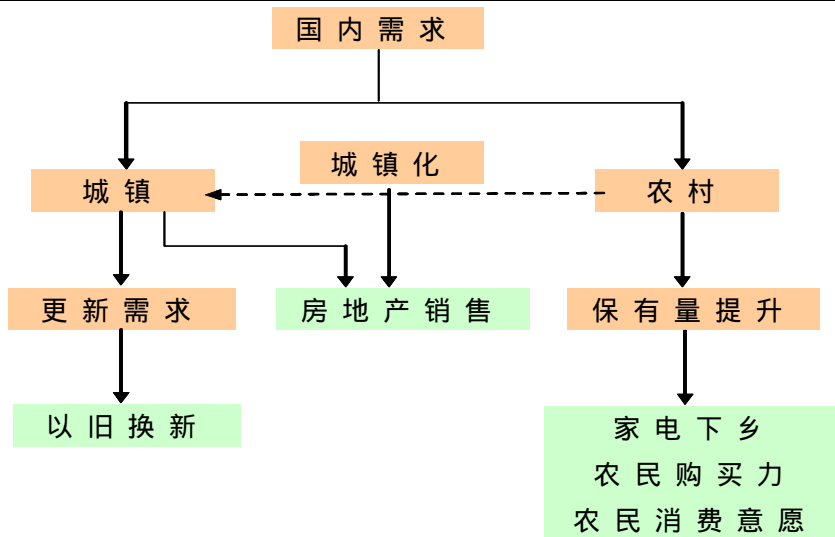 国内需求
城镇化
城镇
农村
更新需求
房地产销售
保有量提升
以旧换新
家电下乡
农民购买力
农民消费意愿